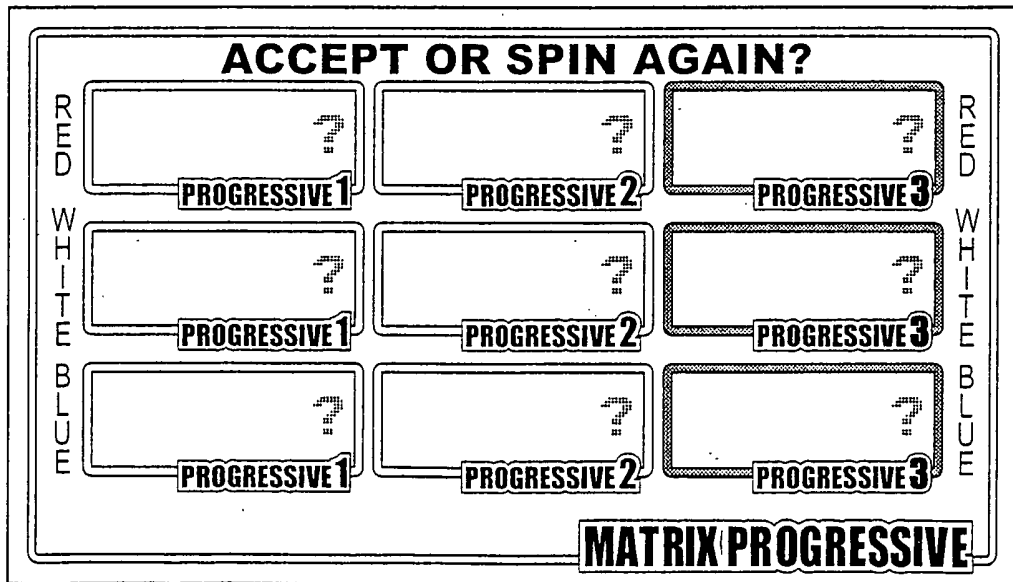 ACCEPT OR SPIN AGAIN?
RED ? ? ? RED
PROGRESSIVE 1 PROGRESSIVE 2 PROGRESSIVE 3
WHITE ? ? ? WHITE
PROGRESSIVE 1 PROGRESSIVE 2 PROGRESSIVE 3
BLUE ? ? ? BLUE
PROGRESSIVE 1 PROGRESSIVE 2 PROGRESSIVE 3
MATRIX PROGRESSIVE